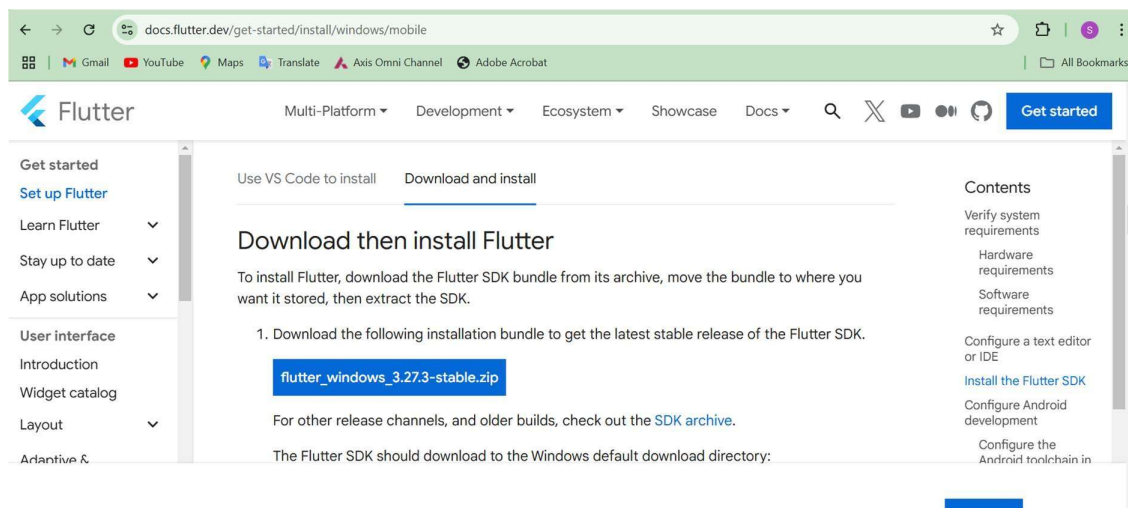 docs.flutter.dev/get-started/install/windows/mobile
S
Gmail YouTube Maps Translate Axis Omni Channel Adobe Acrobat All Bookmarks
Flutter Multi-Platform Development Ecosystem Showcase Docs Get started
Get started
Set up Flutter
Learn Flutter
Stay up to date
App solutions
User interface
Introduction
Widget catalog
Layout
Adaptive &
Use VS Code to install Download and install
Download then install Flutter
To install Flutter, download the Flutter SDK bundle from its archive, move the bundle to where you
want it stored, then extract the SDK.
1. Download the following installation bundle to get the latest stable release of the Flutter SDK.
flutter_windows_3.27.3-stable.zip
For other release channels, and older builds, check out the SDK archive.
The Flutter SDK should download to the Windows default download directory:
Contents
Verify system
requirements
Hardware
requirements
Software
requirements
Configure a text editor
or IDE
Install the Flutter SDK
Configure Android
development
Configure the
Android toolchain in